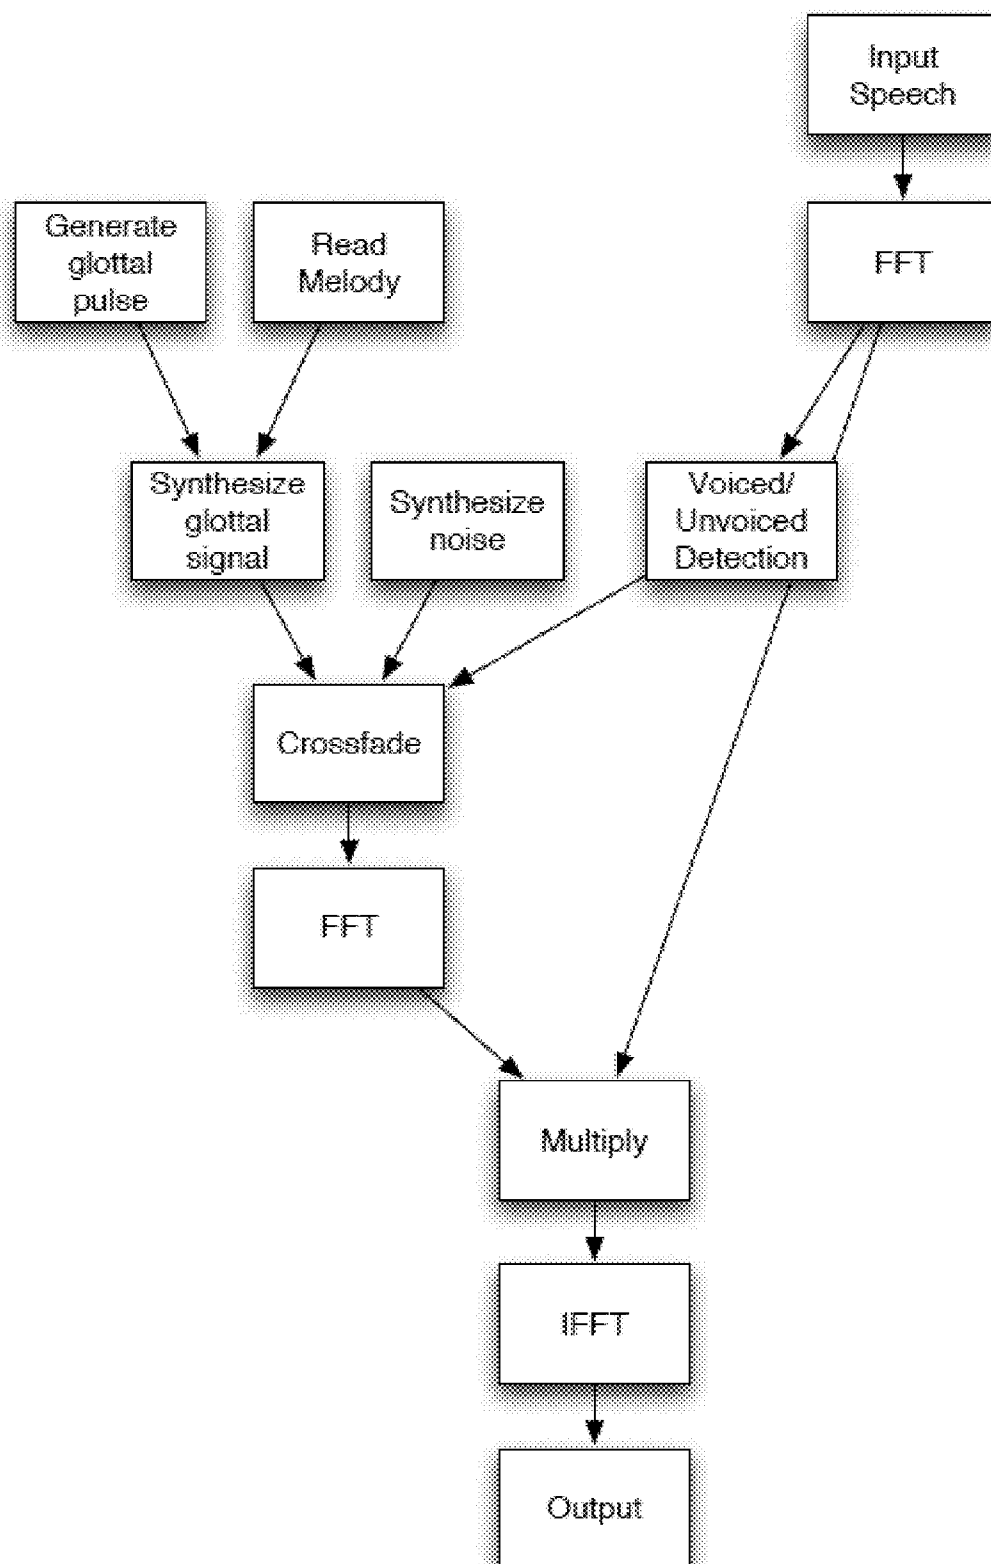 Input
Speech
Generate
glottal
pulse
Read
Melody
FFT
Synthesize
glottal
signal
Synthesize
noise
Voiced/
Unvoiced
Detection
Crossfade
FFT
Multiply
IFFT
Output